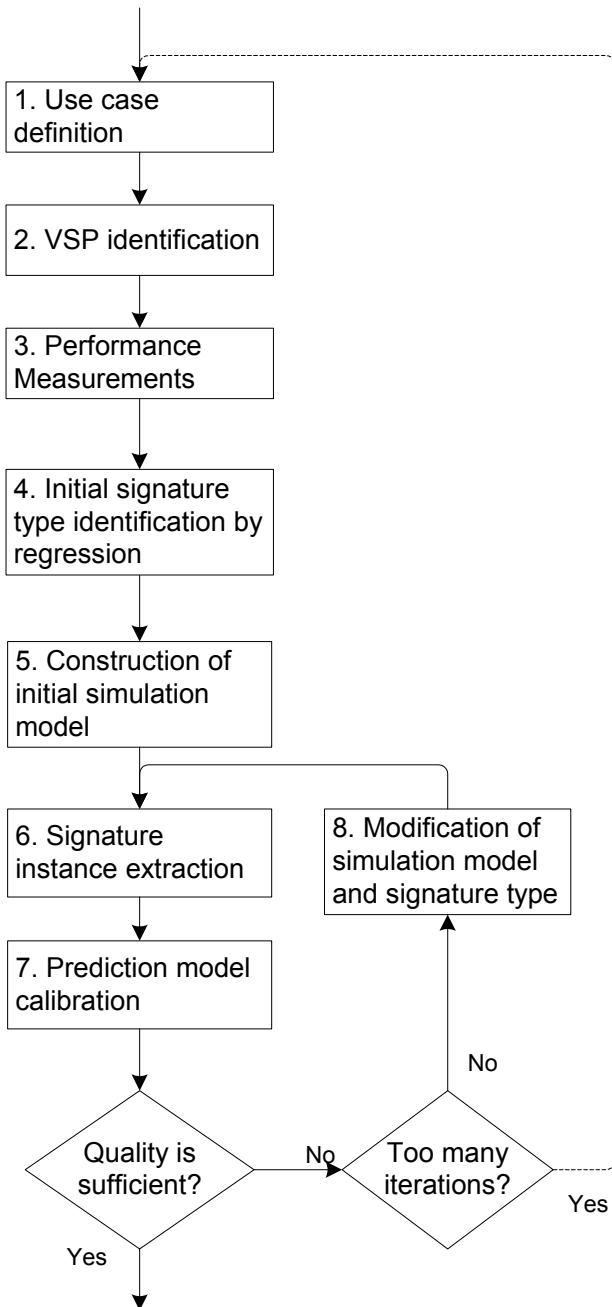 1. Use case
definition
2. VSP identification
3. Performance
Measurements
4. Initial signature
type identification by
regression
5. Construction of
initial simulation
model
6. Signature
instance extraction
8. Modification of
simulation model
and signature type
7. Prediction model
calibration
No
Quality is
sufficient?
No
Too many
iterations?
Yes
Yes